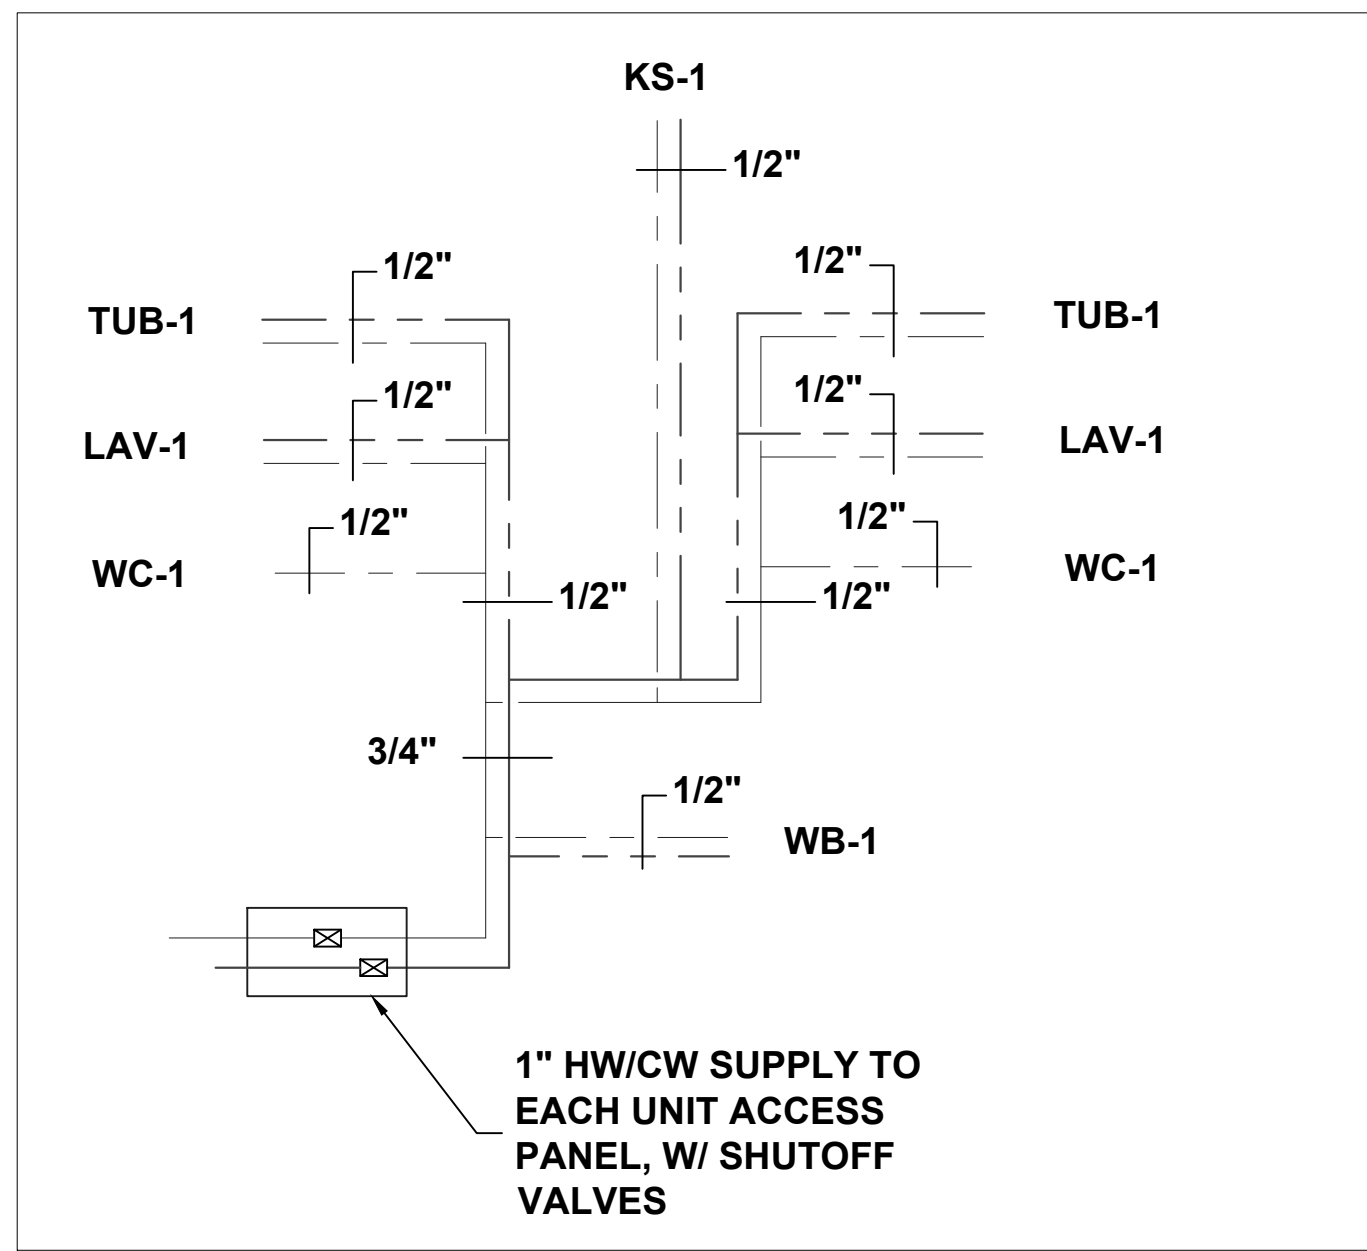 KS-1
1/2"
1/2"
1/2"
TUB-1
TUB-1
1/2"
1/2"
LAV-1
LAV-1
1/2"
1/2"
WC-1
WC-1
1/2"
1/2"
3/4"
1/2"
WB-1
1" HW/CW SUPPLY TO
EACH UNIT ACCESS
PANEL, W/ SHUTOFF
VALVES